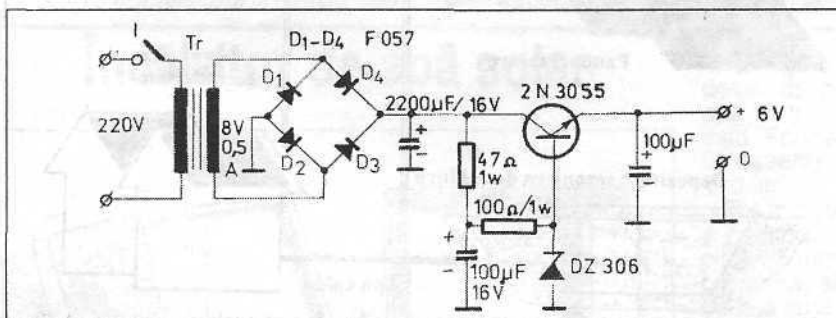 I
Tr
D1-D4 F 057
D1
D4
220V
8V
0,5
A
D2
D3
2200µF/ 16V
+
-
47Ω
1w
100Ω/1w
+
-
100µF
16V
2N 3055
DZ 306
100µF
+
-
+ 6V
0